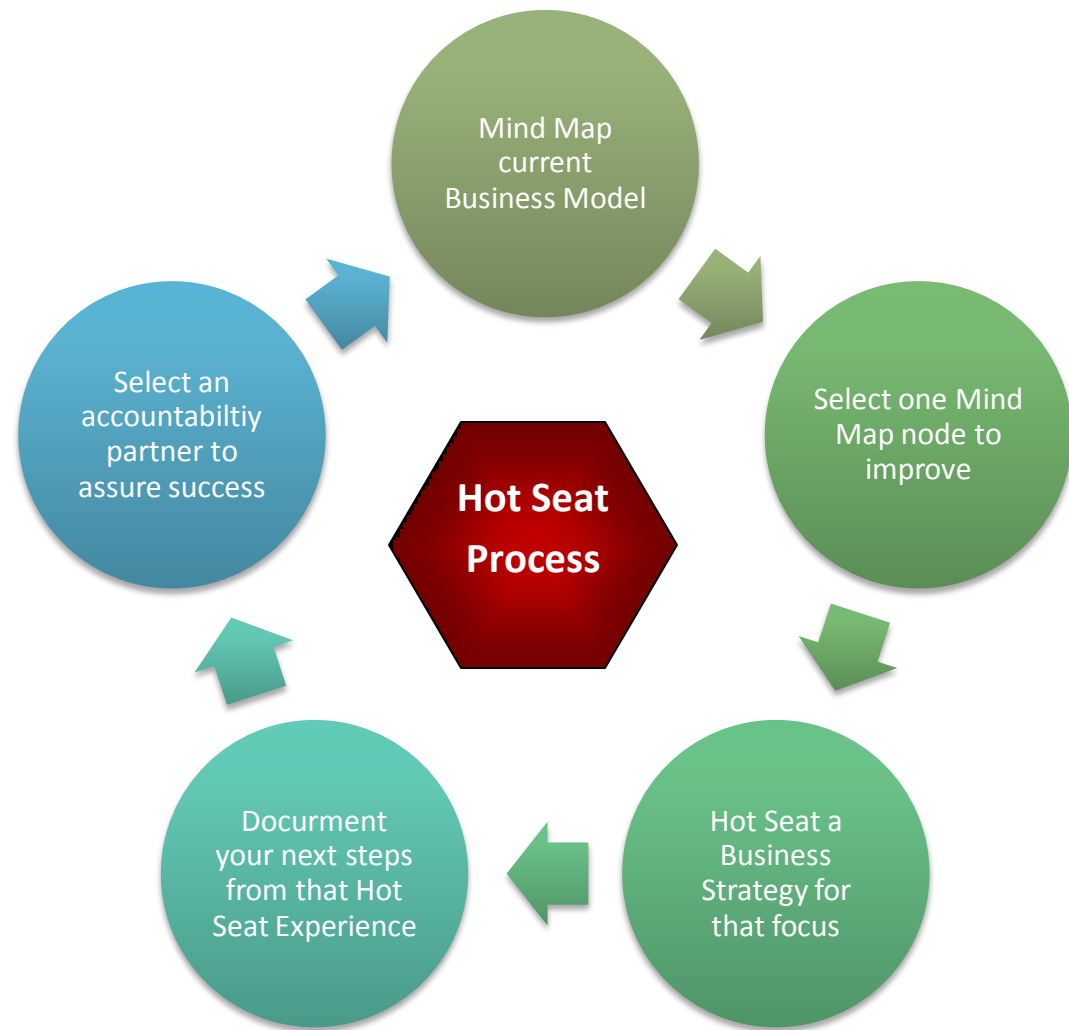 Mind Map
current
Business Model
Select one Mind
Map node to
improve
Hot Seat a
Business
Strategy for
that focus
Docurment
your next steps
from that Hot
Seat Experience
Select an
accountabiltiy
partner to
assure success
Hot Seat
Process